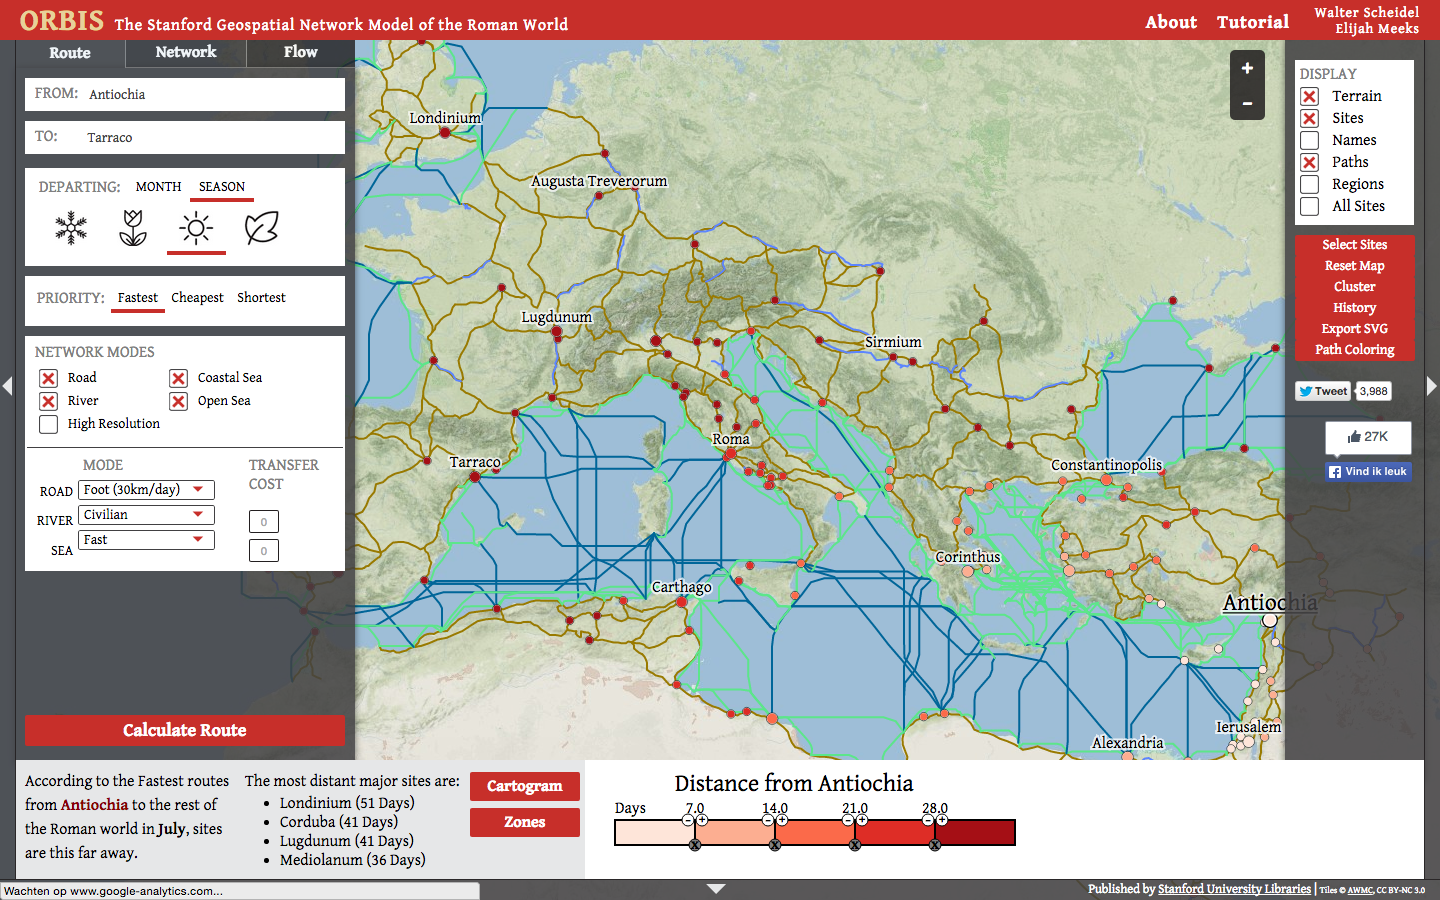 ORBIS The Stanford Geospatial Network Model of the Roman World
About Tutorial
Walter Scheidel
Elijah Meeks
Route Network Flow
FROM: Antiochia
TO: Tarraco
DEPARTING: MONTH SEASON
PRIORITY: Fastest Cheapest Shortest
NETWORK MODES
Road Coastal Sea
River Open Sea
High Resolution
MODE TRANSFER COST
ROAD Foot (30km/day)
RIVER Civilian 0
SEA Fast 0
Calculate Route
Londinium
Augusta Treverorum
Lugdunum
Sirmium
Roma
Tarraco
Constantinopolis
Corinthus
Carthago
Antiochia
Ierusalem
Alexandria
+
-
DISPLAY
Terrain
Sites
Names
Paths
Regions
All Sites
Select Sites
Reset Map
Cluster
History
Export SVG
Path Coloring
Tweet 3,988
27K
Vind ik leuk
According to the Fastest routes
from Antiochia to the rest of
the Roman world in July, sites
are this far away.
The most distant major sites are:
• Londinium (51 Days)
• Corduba (41 Days)
• Lugdunum (41 Days)
• Mediolanum (36 Days)
Cartogram
Zones
Distance from Antiochia
Days 7.0 14.0 21.0 28.0
- + - + - + - +
x x x x
Wachten op www.google-analytics.com...
Published by Stanford University Libraries | Tiles © AWMC, CC BY-NC 3.0